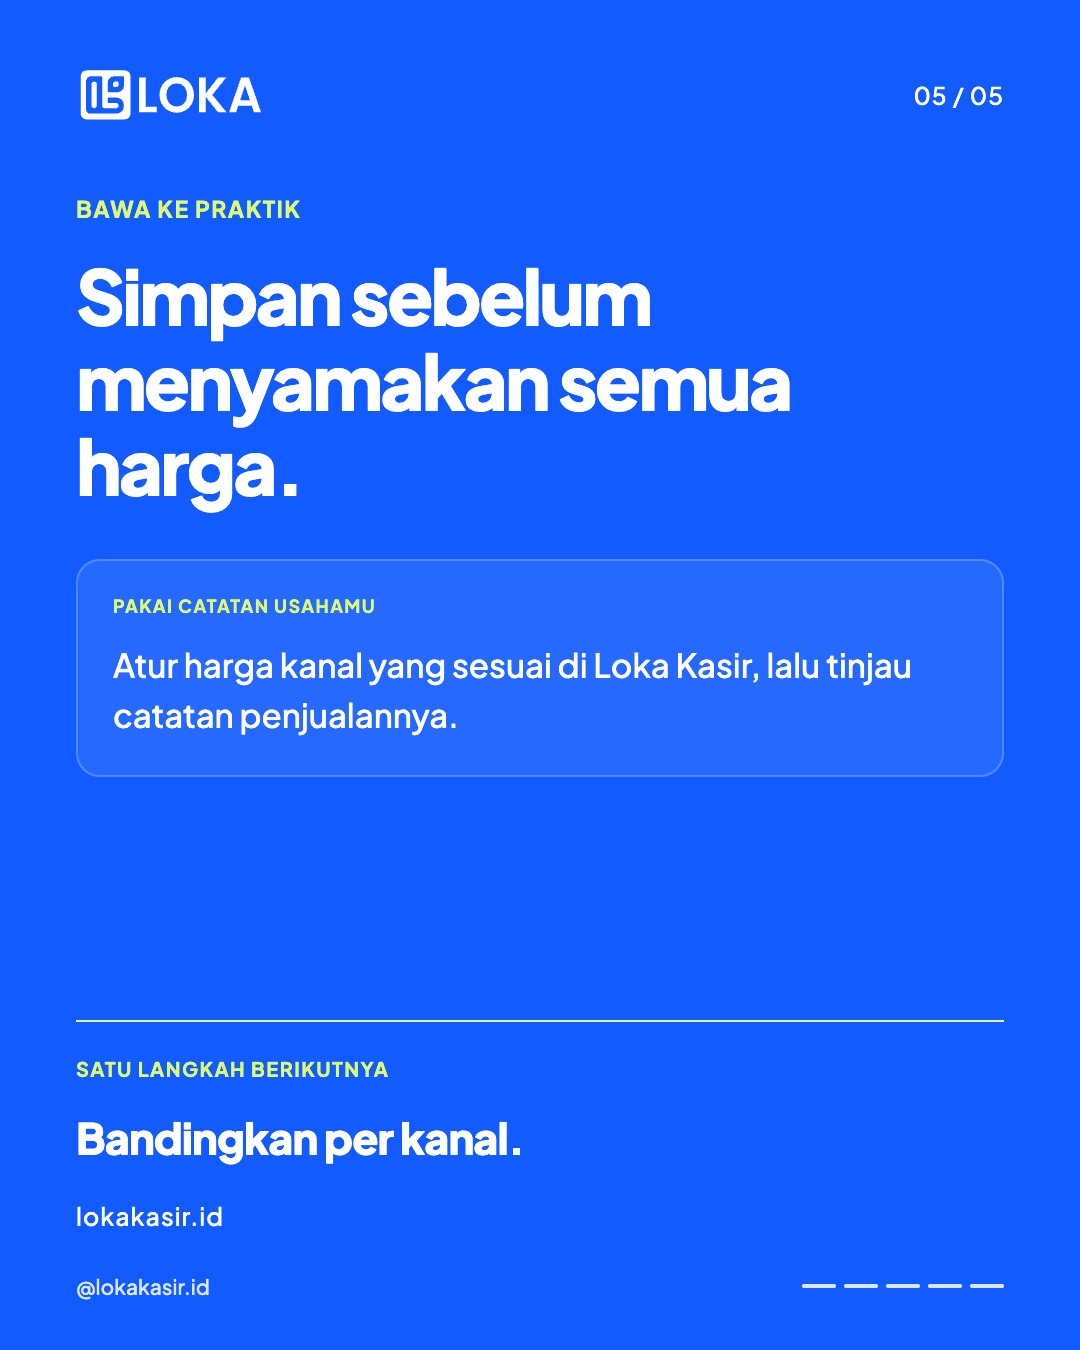 LOKA
05 / 05
BAWA KE PRAKTIK
Simpan sebelum
menyamakan semua
harga.
PAKAI CATATAN USAHAMU
Atur harga kanal yang sesuai di Loka Kasir, lalu tinjau
catatan penjualannya.
SATU LANGKAH BERIKUTNYA
Bandingkan per kanal.
lokakasir.id
@lokakasir.id